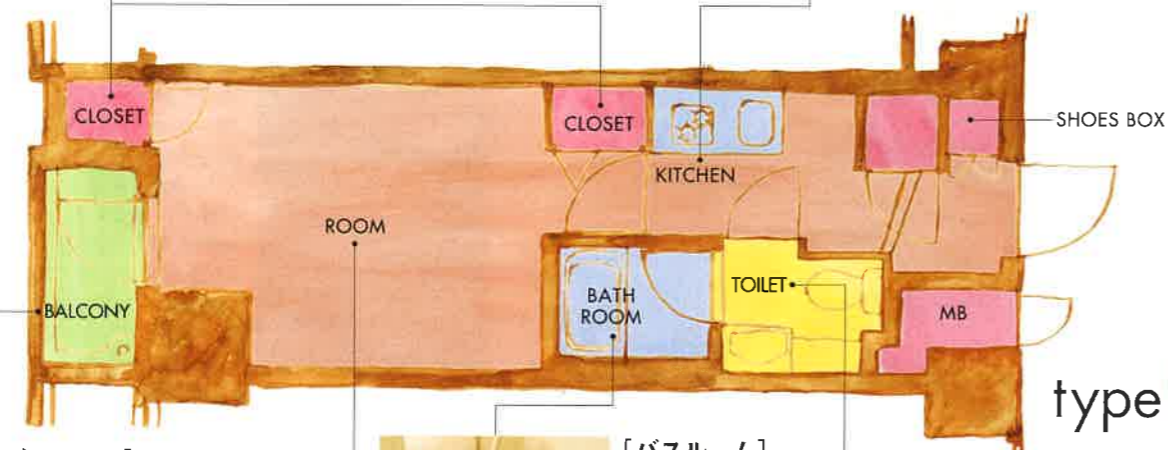 CLOSET
CLOSET
SHOES BOX
KITCHEN
ROOM
TOILET
BATH
ROOM
BALCONY
MB
type